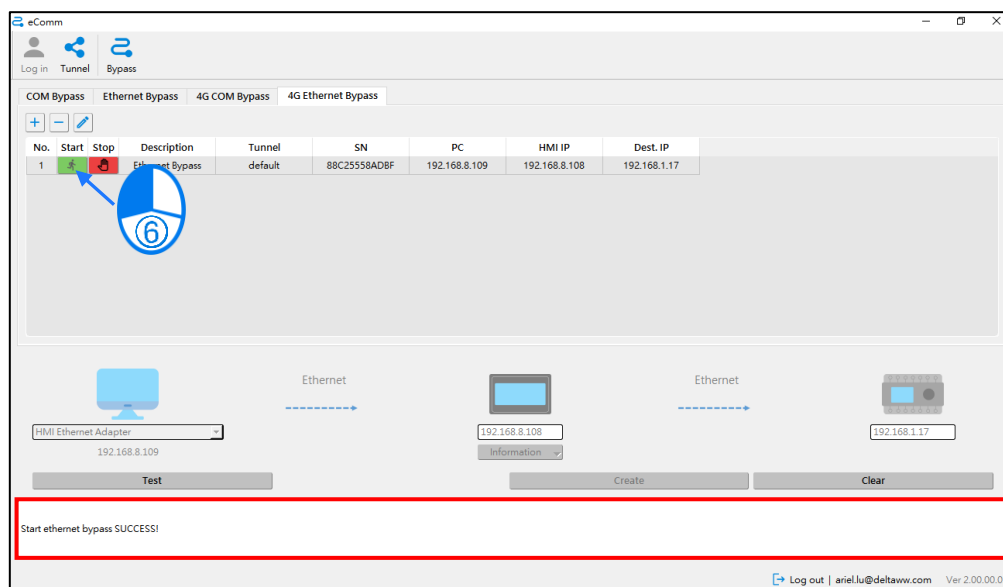 eComm
Log in Tunnel Bypass
COM Bypass Ethernet Bypass 4G COM Bypass 4G Ethernet Bypass
No. Start Stop Description Tunnel SN PC HMI IP Dest. IP
1 Ethernet Bypass default 88C25558ADBF 192.168.8.109 192.168.8.108 192.168.1.17
⑥
Ethernet Ethernet
HMI Ethernet Adapter 192.168.8.108 192.168.1.17
192.168.8.109 Information
Test Create Clear
Start ethernet bypass SUCCESS!
Log out | ariel.lu@deltaww.com Ver 2.00.00.0